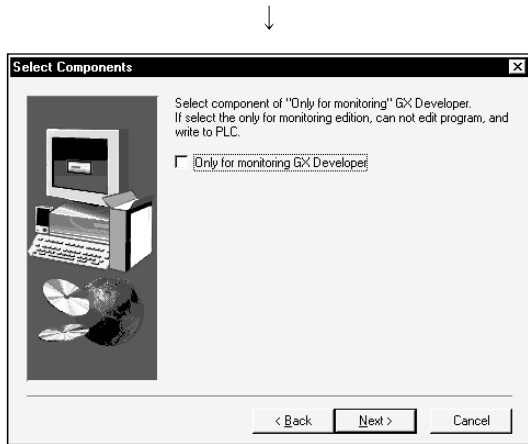 ↓
Select Components
Select component of "Only for monitoring" GX Developer.
If select the only for monitoring edition, can not edit program, and
write to PLC.
Only for monitoring GX Developer
< Back Next > Cancel